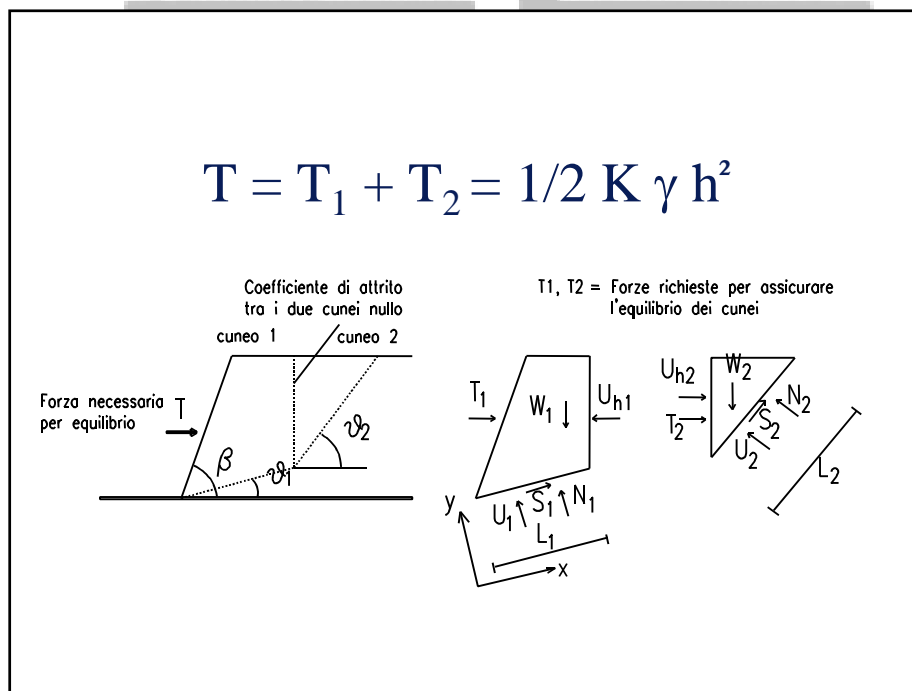 T = T₁ + T₂ = 1/2 K γ h²
Coefficiente di attrito
tra i due cunei nullo
cuneo 1
cuneo 2
Forza necessaria
per equilibrio
T
β
ϑ₁
ϑ₂
T1, T2 = Forze richieste per assicurare
l'equilibrio dei cunei
T₁
W₁
Uₕ₁
U₁
S₁
N₁
L₁
y
x
Uₕ₂
T₂
W₂
N₂
S₂
U₂
L₂